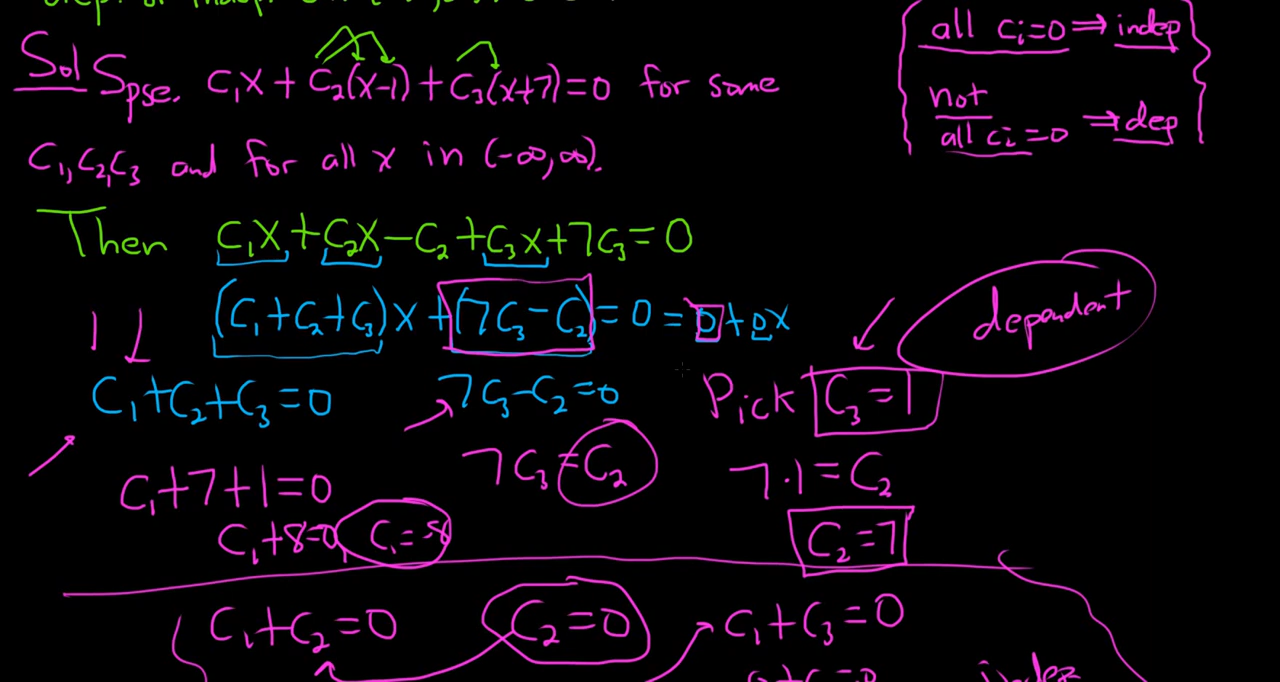 all cᵢ=0 ⇒ indep
Sol Spse. C₁x + C₂(x-1) + C₃(x+7)=0 for some
not
all cᵢ=0 ⇒ dep
C₁, C₂, C₃ and for all x in (-∞,∞).
Then C₁x + C₂x - C₂ + C₃x + 7C₃ = 0
(C₁+C₂+C₃)x + (7C₃-C₂) = 0 = 0 + 0x
dependent
C₁+C₂+C₃=0 7C₃-C₂=0 Pick C₃=1
C₁+7+1=0 7C₃=C₂ 7·1=C₂
C₁+8=0, C₁=-8 C₂=7
C₁+C₂=0 C₂=0 C₁+C₃=0